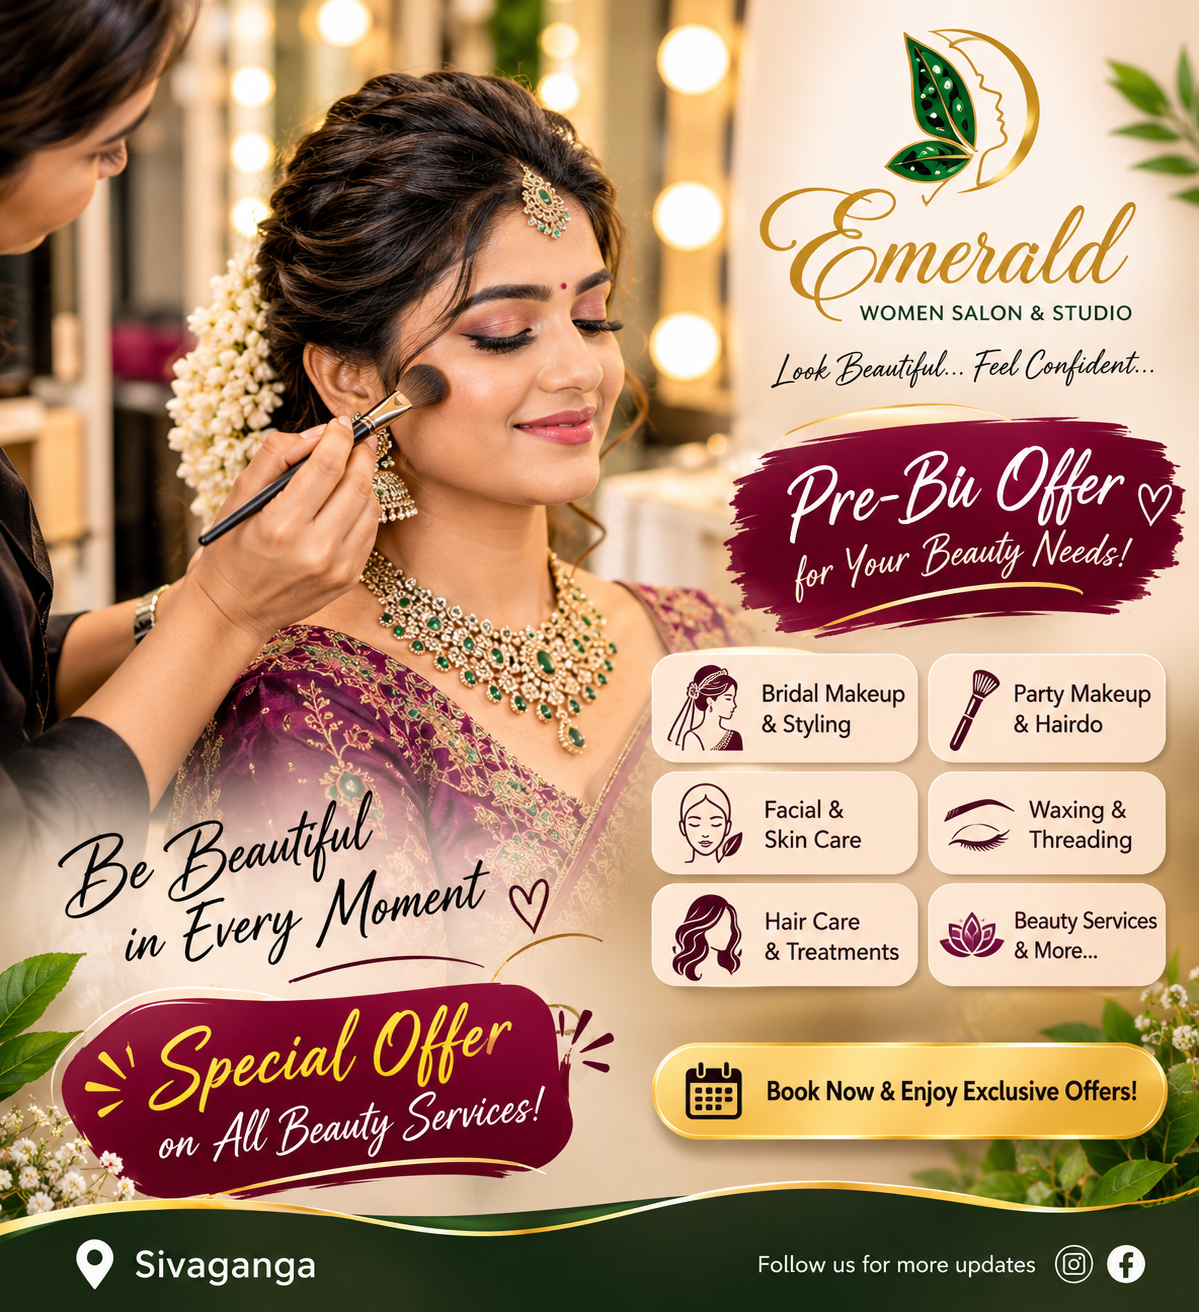 Emerald
WOMEN SALON & STUDIO
Look Beautiful... Feel Confident...
Pre-Bii Offer
for Your Beauty Needs!
Bridal Makeup
& Styling
Party Makeup
& Hairdo
Facial &
Skin Care
Waxing &
Threading
Hair Care
& Treatments
Beauty Services
& More...
Be Beautiful
in Every Moment
Special Offer
on All Beauty Services!
Book Now & Enjoy Exclusive Offers!
Sivaganga
Follow us for more updates